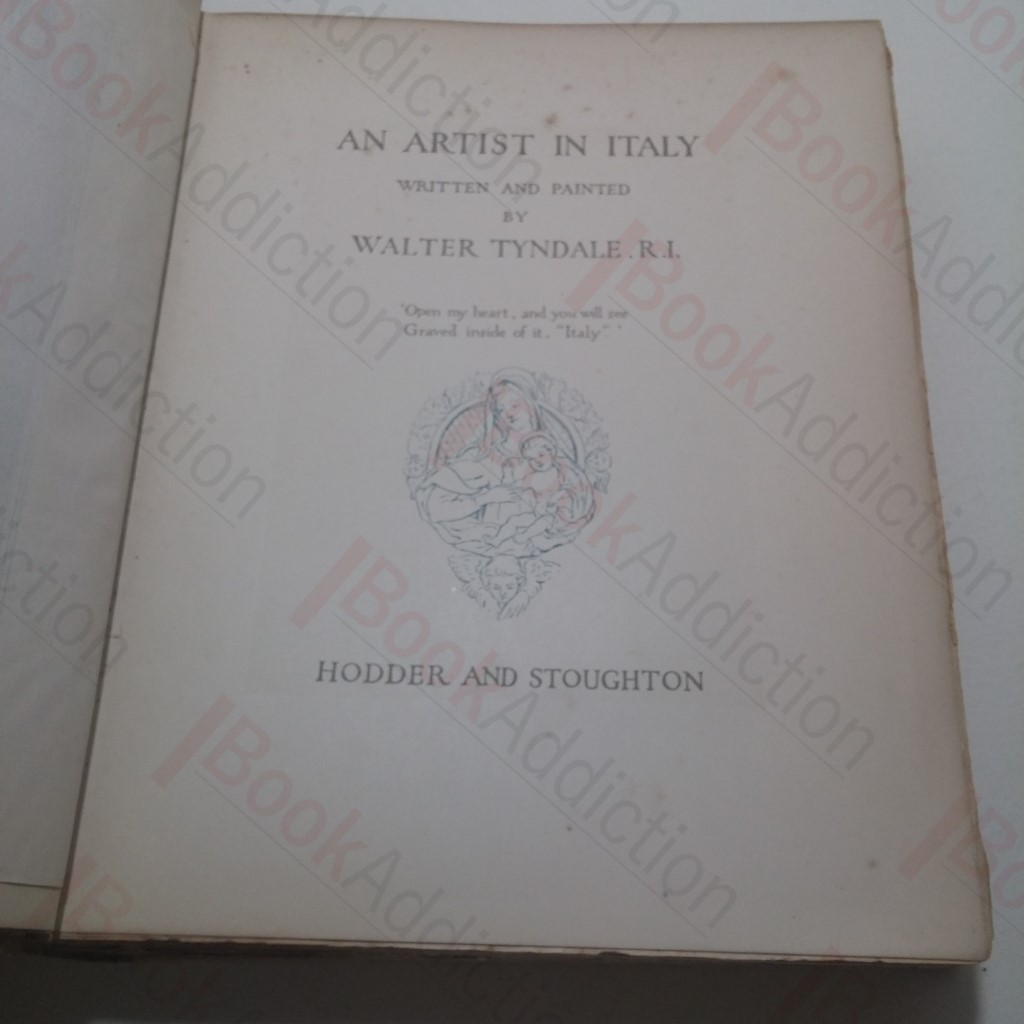 AN ARTIST IN ITALY
WRITTEN AND PAINTED
BY
WALTER TYNDALE . R.I.
'Open my heart, and you will see
Graved inside of it, "Italy".'
HODDER AND STOUGHTON
BookAddiction